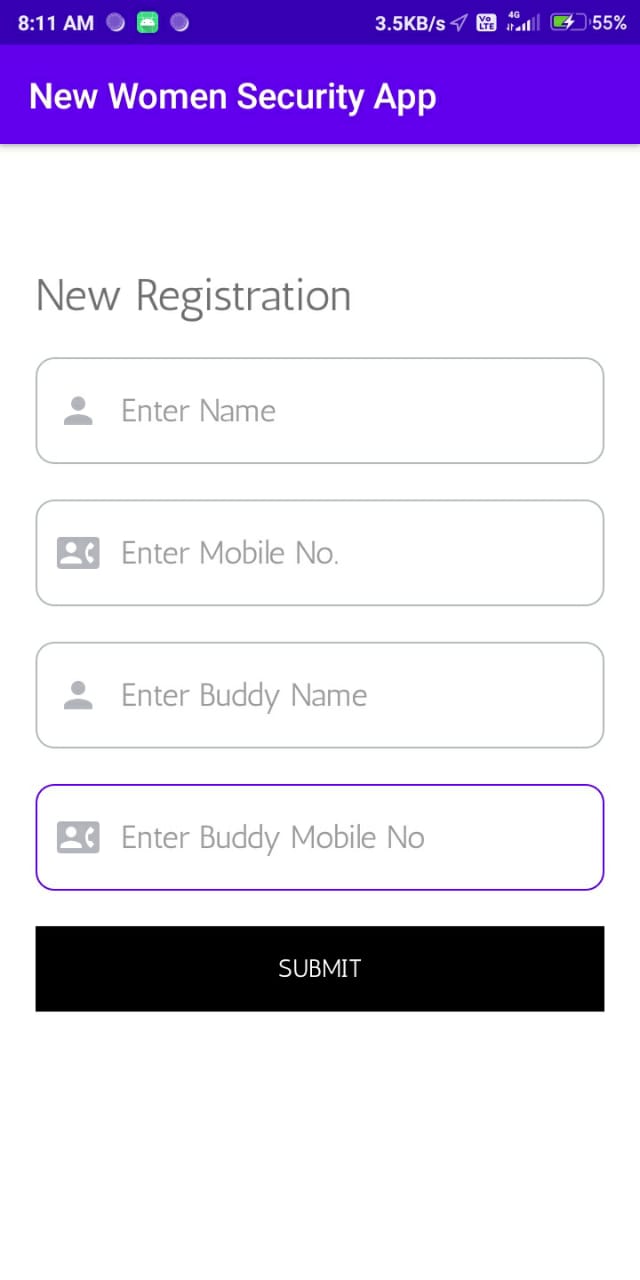 8:11 AM 3.5KB/s Vo LTE 4G 55%
New Women Security App
New Registration
Enter Name
Enter Mobile No.
Enter Buddy Name
Enter Buddy Mobile No
SUBMIT